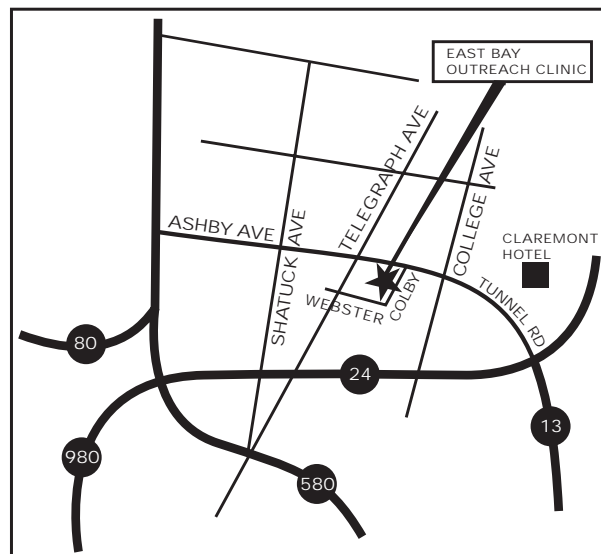 EAST BAY
OUTREACH CLINIC
TELEGRAPH AVE
COLLEGE AVE
ASHBY AVE
SHATUCK AVE
CLAREMONT
HOTEL
WEBSTER
COLBY
TUNNEL RD
80
24
13
980
580